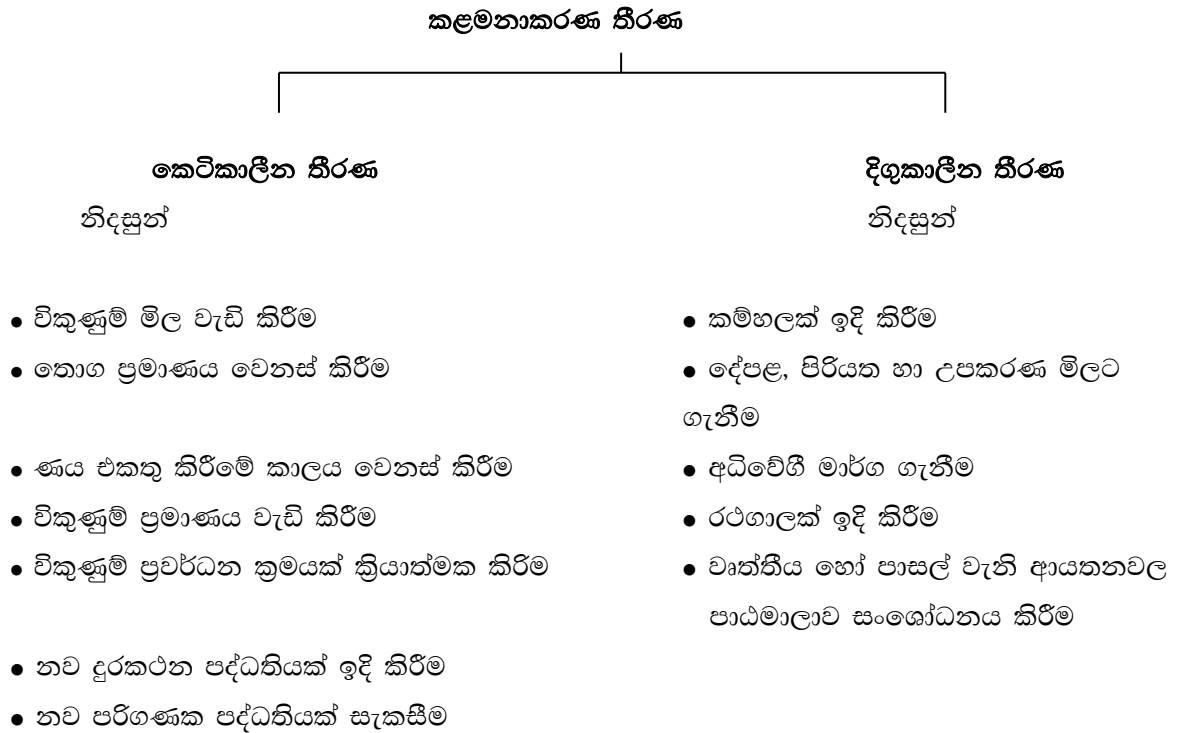 කළමනාකරණ තීරණ
කෙටිකාලීන තීරණ
නිදසුන්
● විකුණුම් මිල වැඩි කිරීම
● තොග ප්‍රමාණය වෙනස් කිරීම
● ණය එකතු කිරීමේ කාලය වෙනස් කිරීම
● විකුණුම් ප්‍රමාණය වැඩි කිරීම
● විකුණුම් ප්‍රවර්ධන ක්‍රමයක් ක්‍රියාත්මක කිරිම
● නව දුරකථන පද්ධතියක් ඉදි කිරීම
● නව පරිගණක පද්ධතියක් සැකසීම
දිගුකාලීන තීරණ
නිදසුන්
● කම්හලක් ඉදි කිරීම
● දේපළ, පිරියත හා උපකරණ මිලට
ගැනීම
● අධිවේගී මාර්ග ගැනීම
● රථගාලක් ඉදි කිරීම
● වෘත්තීය හෝ පාසල් වැනි ආයතනවල
පාඨමාලාව සංශෝධනය කිරීම